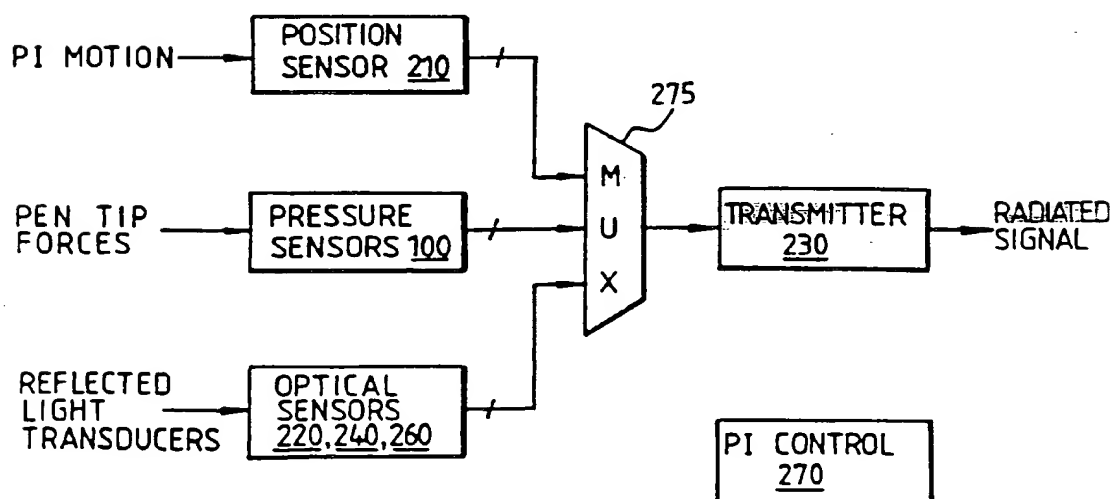 PI MOTION
POSITION
SENSOR 210
275
PEN TIP
FORCES
PRESSURE
SENSORS 100
M
U
X
TRANSMITTER
230
RADIATED
SIGNAL
REFLECTED
LIGHT
TRANSDUCERS
OPTICAL
SENSORS
220,240,260
PI CONTROL
270